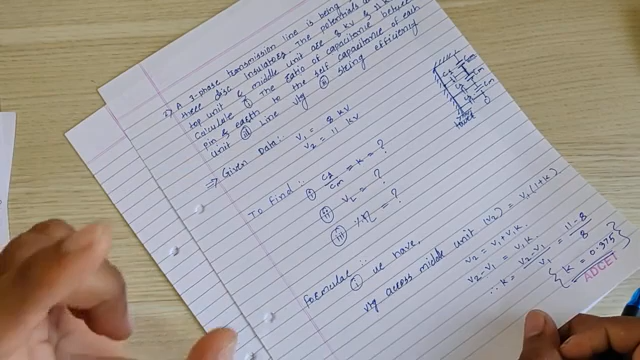 A 3-phase transmission line is being
three disc insulators. The potentials
top unit & middle unit are 8 kV & 11 kV
Calculate i) The ratio of capacitance between
pin & earth to the self capacitance of each
unit ii) Line vtg iii) string efficiency
⇒ Given Data:- V1 = 8 kV
V2 = 11 kV
To find:- i) = K = ?
ii) VL = ?
iii) % η = ?
Formulae:-
i) we have,
vtg across middle unit (V2) = V1 (1+K)
V2 = V1 + V1K
V2 - V1 = V1K
∴ K = V2-V1 / V1 = 11-8 / 8
{ K = 0.375 }
ADCET